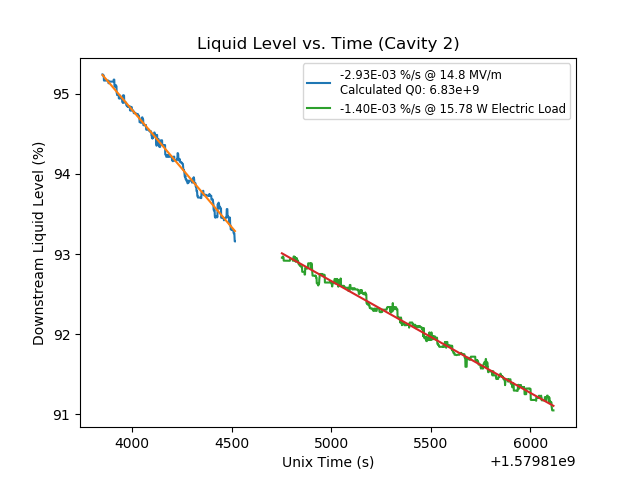 Liquid Level vs. Time (Cavity 2)
-2.93E-03 %/s @ 14.8 MV/m
Calculated Q0: 6.83e+9
-1.40E-03 %/s @ 15.78 W Electric Load
Downstream Liquid Level (%)
95
94
93
92
91
4000 4500 5000 5500 6000
Unix Time (s)
+1.57981e9